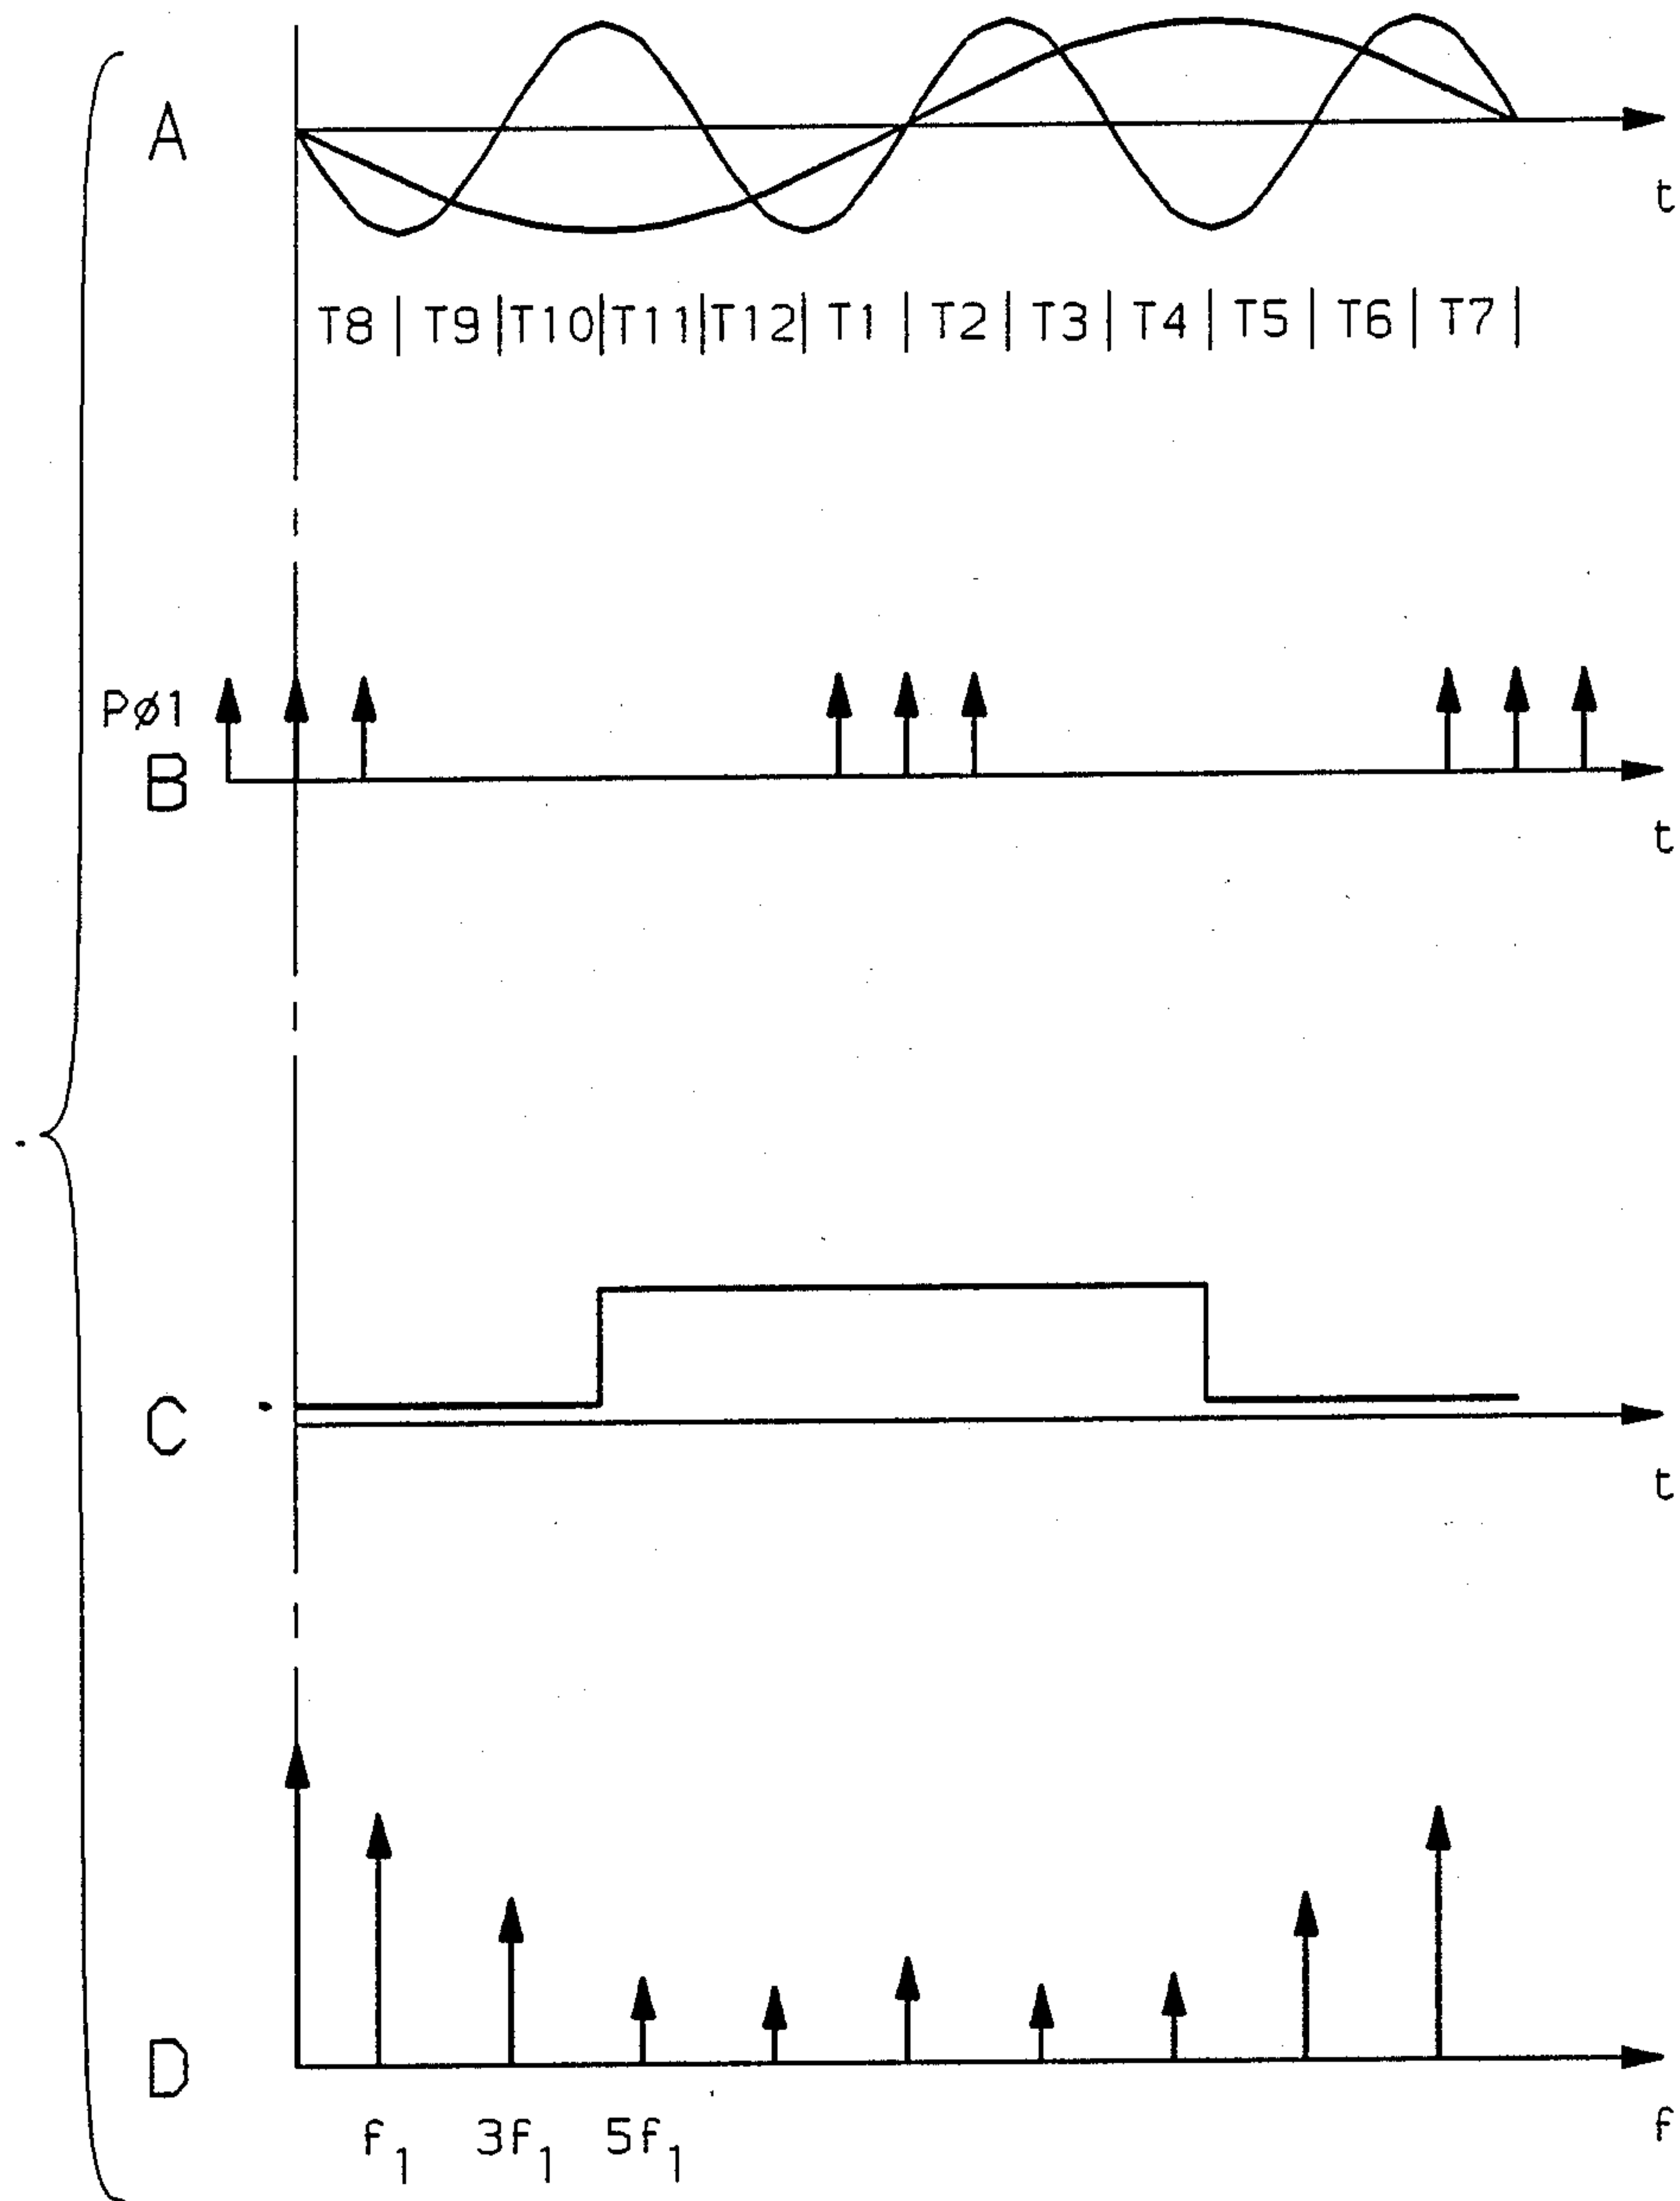 A
t
T8 | T9 | T10 | T11 | T12 | T1 | T2 | T3 | T4 | T5 | T6 | T7 |
Pø1
B
t
C
t
D
f
f1 3f1 5f1